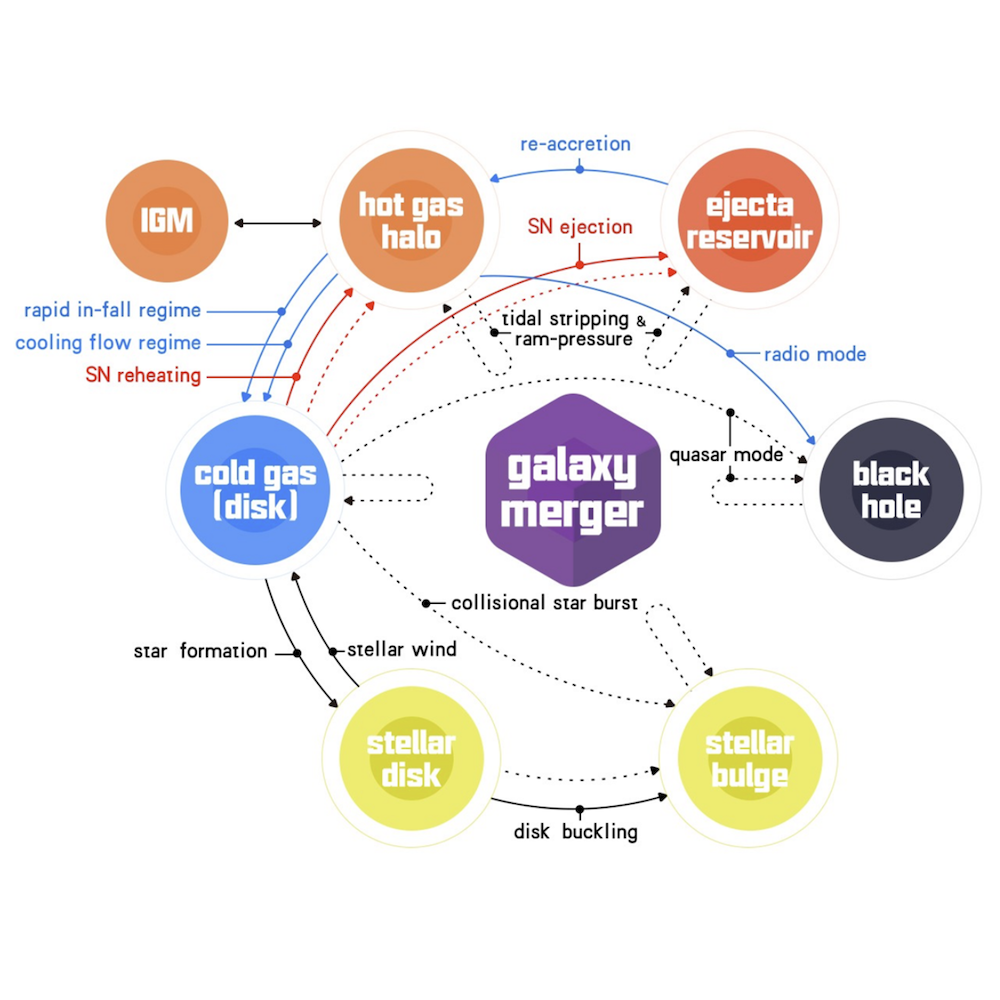 re-accretion
IGM
hot gas
halo
ejecta
reservoir
SN ejection
rapid in-fall regime
cooling flow regime
SN reheating
tidal stripping &
ram-pressure
radio mode
cold gas
(disk)
galaxy
merger
quasar mode
black
hole
collisional star burst
star formation
stellar wind
stellar
disk
stellar
bulge
disk buckling